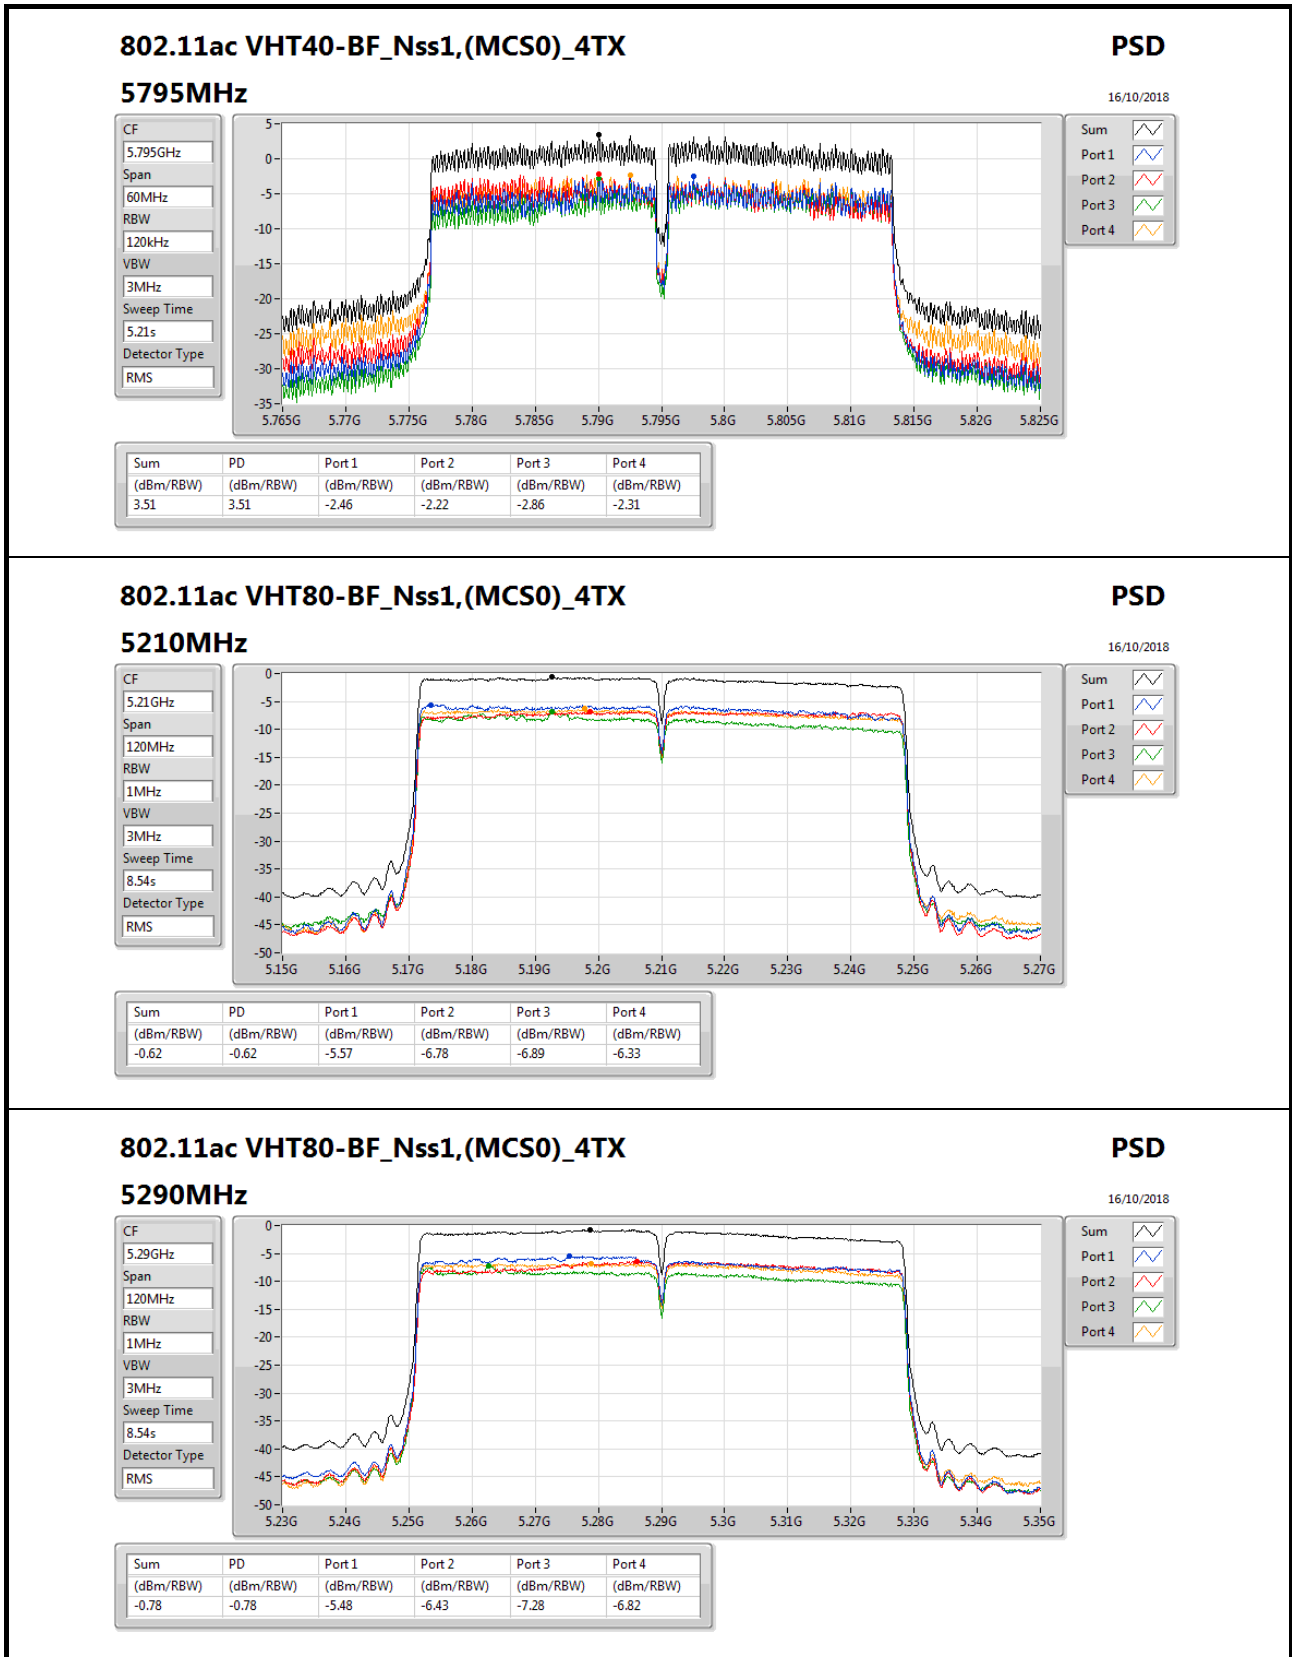 802.11ac VHT40-BF_Nss1,(MCS0)_4TX PSD
5795MHz 16/10/2018
CF
5.795GHz
Span
60MHz
RBW
120kHz
VBW
3MHz
Sweep Time
5.21s
Detector Type
RMS
5
0
-5
-10
-15
-20
-25
-30
-35
5.765G 5.77G 5.775G 5.78G 5.785G 5.79G 5.795G 5.8G 5.805G 5.81G 5.815G 5.82G 5.825G
Sum
Port 1
Port 2
Port 3
Port 4
Sum PD Port 1 Port 2 Port 3 Port 4
(dBm/RBW) (dBm/RBW) (dBm/RBW) (dBm/RBW) (dBm/RBW) (dBm/RBW)
3.51 3.51 -2.46 -2.22 -2.86 -2.31
802.11ac VHT80-BF_Nss1,(MCS0)_4TX PSD
5210MHz 16/10/2018
CF
5.21GHz
Span
120MHz
RBW
1MHz
VBW
3MHz
Sweep Time
8.54s
Detector Type
RMS
0
-5
-10
-15
-20
-25
-30
-35
-40
-45
-50
5.15G 5.16G 5.17G 5.18G 5.19G 5.2G 5.21G 5.22G 5.23G 5.24G 5.25G 5.26G 5.27G
Sum
Port 1
Port 2
Port 3
Port 4
Sum PD Port 1 Port 2 Port 3 Port 4
(dBm/RBW) (dBm/RBW) (dBm/RBW) (dBm/RBW) (dBm/RBW) (dBm/RBW)
-0.62 -0.62 -5.57 -6.78 -6.89 -6.33
802.11ac VHT80-BF_Nss1,(MCS0)_4TX PSD
5290MHz 16/10/2018
CF
5.29GHz
Span
120MHz
RBW
1MHz
VBW
3MHz
Sweep Time
8.54s
Detector Type
RMS
0
-5
-10
-15
-20
-25
-30
-35
-40
-45
-50
5.23G 5.24G 5.25G 5.26G 5.27G 5.28G 5.29G 5.3G 5.31G 5.32G 5.33G 5.34G 5.35G
Sum
Port 1
Port 2
Port 3
Port 4
Sum PD Port 1 Port 2 Port 3 Port 4
(dBm/RBW) (dBm/RBW) (dBm/RBW) (dBm/RBW) (dBm/RBW) (dBm/RBW)
-0.78 -0.78 -5.48 -6.43 -7.28 -6.82